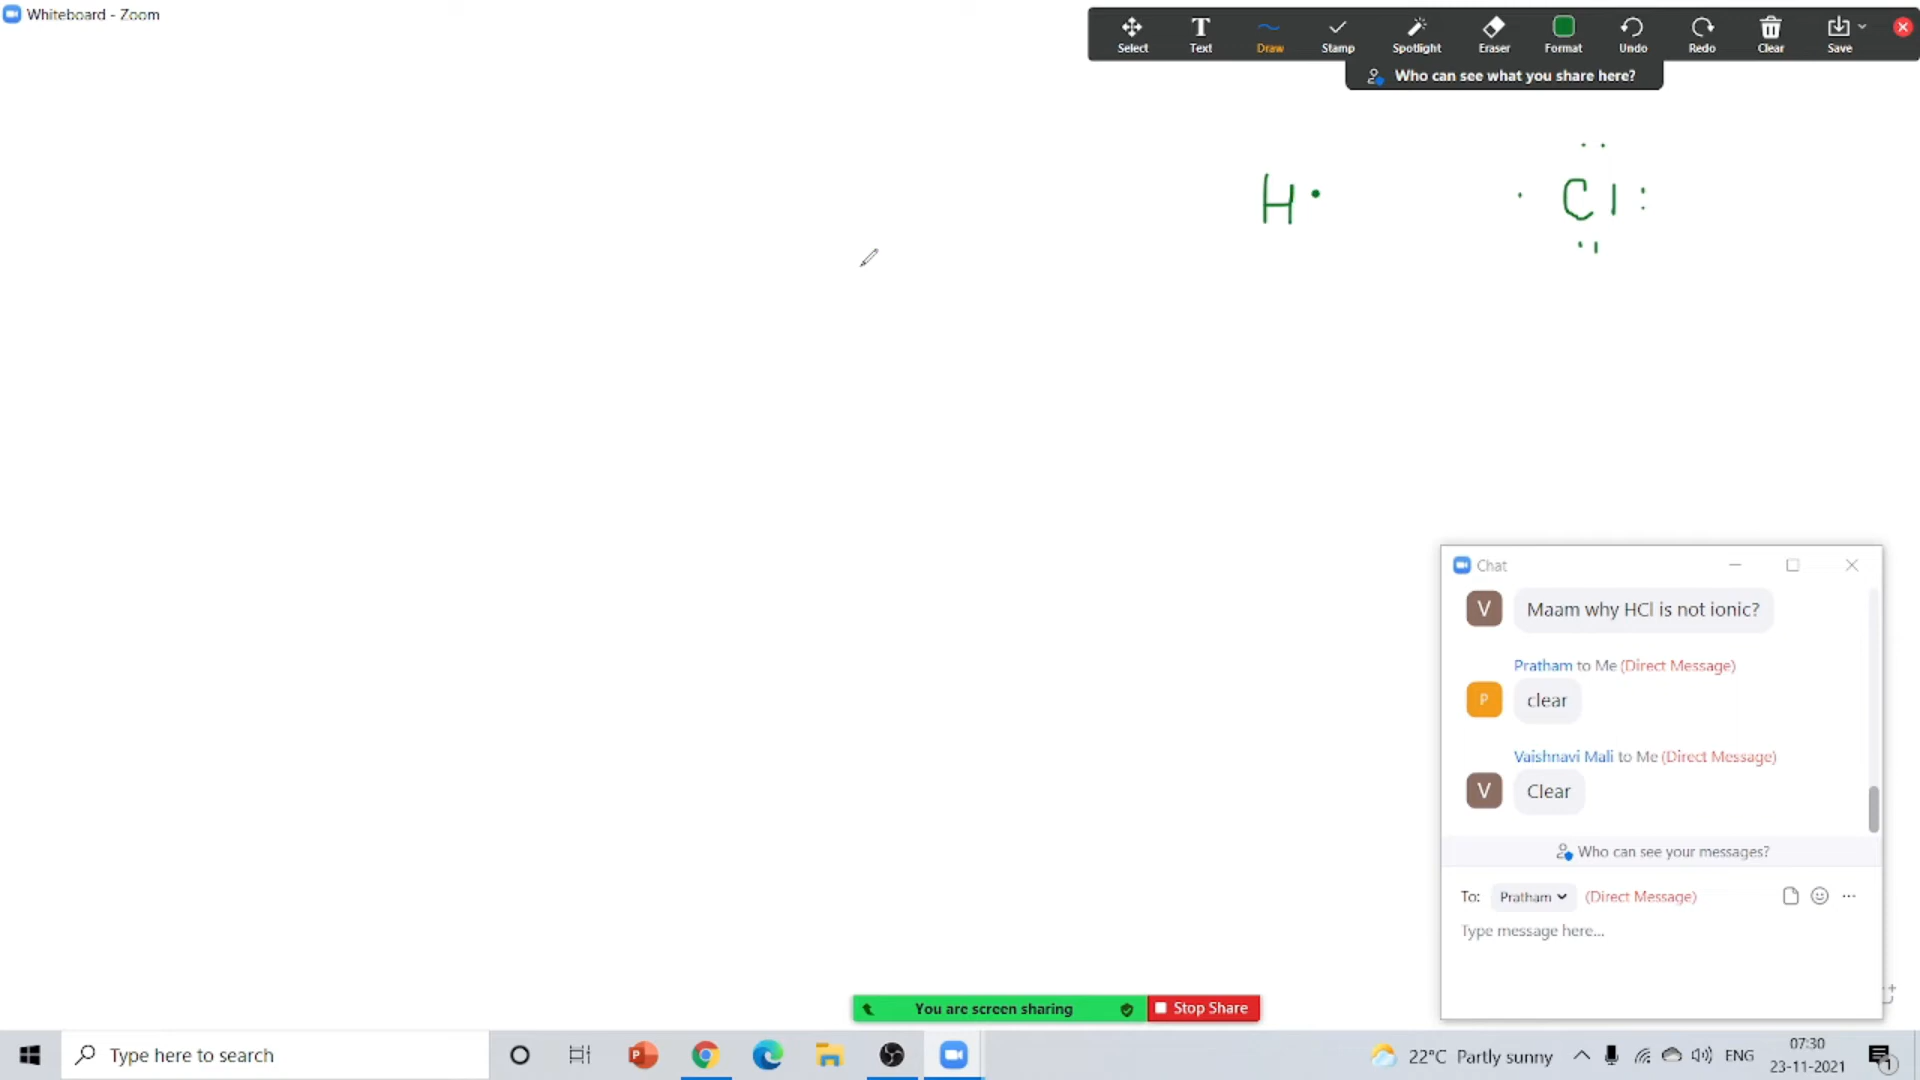 Whiteboard - Zoom
Select Text Draw Stamp Spotlight Eraser Format Undo Redo Clear Save
Who can see what you share here?
H Cl
Chat
V Maam why HCl is not ionic?
Pratham to Me (Direct Message)
P clear
Vaishnavi Mali to Me (Direct Message)
V Clear
Who can see your messages?
To: Pratham (Direct Message)
Type message here...
You are screen sharing Stop Share
Type here to search
22°C Partly sunny
ENG
07:30
23-11-2021
1